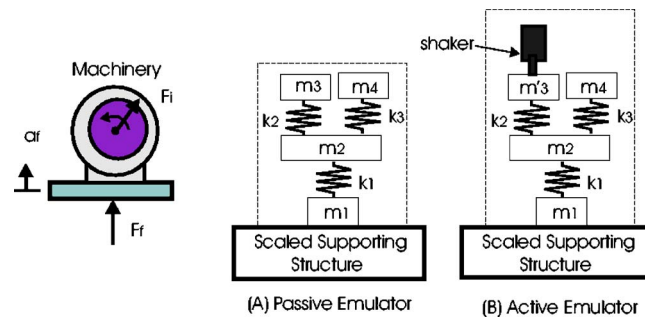 Machinery
Fi
af
Ff
m3
m4
k2
k3
m2
k1
m1
Scaled Supporting
Structure
(A) Passive Emulator
shaker
m'3
m4
k2
k3
m2
k1
m1
Scaled Supporting
Structure
(B) Active Emulator